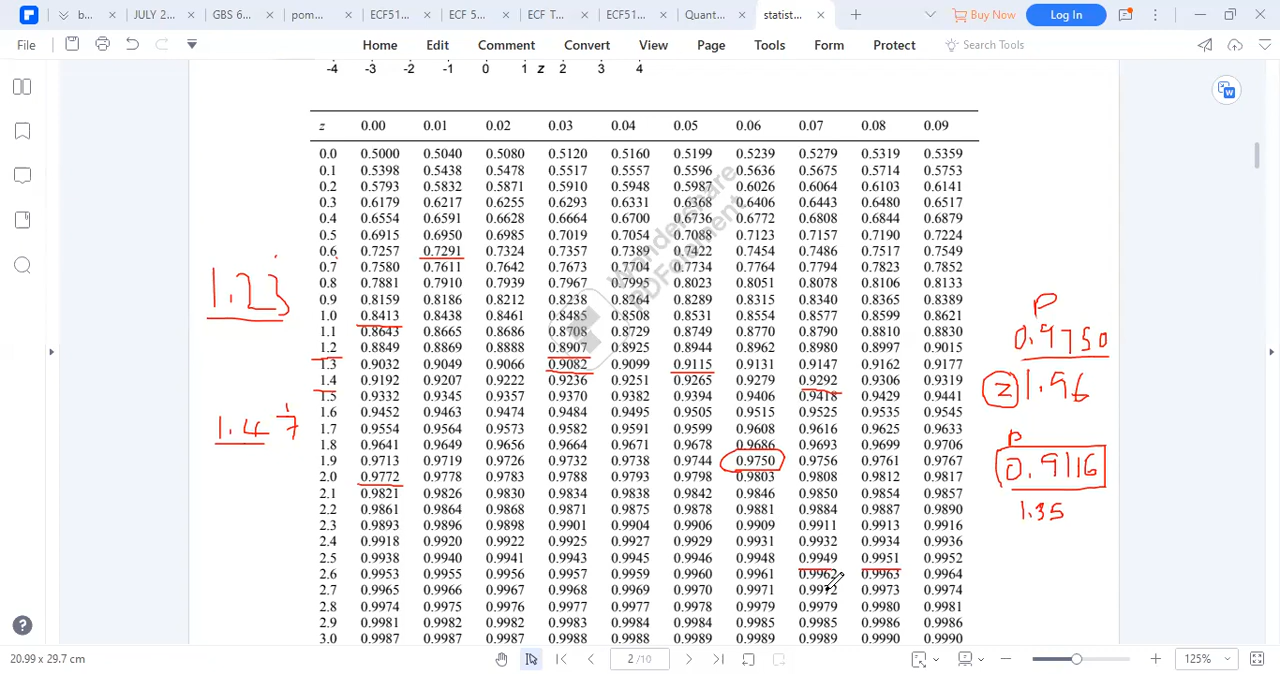 b... JULY 2... GBS 6... pom... ECF51... ECF 5... ECF T... ECF51... Quant... statist... Buy Now Log In
File Home Edit Comment Convert View Page Tools Form Protect Search Tools
-4 -3 -2 -1 0 1 z 2 3 4
z 0.00 0.01 0.02 0.03 0.04 0.05 0.06 0.07 0.08 0.09
0.0 0.5000 0.5040 0.5080 0.5120 0.5160 0.5199 0.5239 0.5279 0.5319 0.5359
0.1 0.5398 0.5438 0.5478 0.5517 0.5557 0.5596 0.5636 0.5675 0.5714 0.5753
0.2 0.5793 0.5832 0.5871 0.5910 0.5948 0.5987 0.6026 0.6064 0.6103 0.6141
0.3 0.6179 0.6217 0.6255 0.6293 0.6331 0.6368 0.6406 0.6443 0.6480 0.6517
0.4 0.6554 0.6591 0.6628 0.6664 0.6700 0.6736 0.6772 0.6808 0.6844 0.6879
0.5 0.6915 0.6950 0.6985 0.7019 0.7054 0.7088 0.7123 0.7157 0.7190 0.7224
0.6 0.7257 0.7291 0.7324 0.7357 0.7389 0.7422 0.7454 0.7486 0.7517 0.7549
0.7 0.7580 0.7611 0.7642 0.7673 0.7704 0.7734 0.7764 0.7794 0.7823 0.7852
0.8 0.7881 0.7910 0.7939 0.7967 0.7995 0.8023 0.8051 0.8078 0.8106 0.8133
0.9 0.8159 0.8186 0.8212 0.8238 0.8264 0.8289 0.8315 0.8340 0.8365 0.8389
1.0 0.8413 0.8438 0.8461 0.8485 0.8508 0.8531 0.8554 0.8577 0.8599 0.8621
1.1 0.8643 0.8665 0.8686 0.8708 0.8729 0.8749 0.8770 0.8790 0.8810 0.8830
1.2 0.8849 0.8869 0.8888 0.8907 0.8925 0.8944 0.8962 0.8980 0.8997 0.9015
1.3 0.9032 0.9049 0.9066 0.9082 0.9099 0.9115 0.9131 0.9147 0.9162 0.9177
1.4 0.9192 0.9207 0.9222 0.9236 0.9251 0.9265 0.9279 0.9292 0.9306 0.9319
1.5 0.9332 0.9345 0.9357 0.9370 0.9382 0.9394 0.9406 0.9418 0.9429 0.9441
1.6 0.9452 0.9463 0.9474 0.9484 0.9495 0.9505 0.9515 0.9525 0.9535 0.9545
1.7 0.9554 0.9564 0.9573 0.9582 0.9591 0.9599 0.9608 0.9616 0.9625 0.9633
1.8 0.9641 0.9649 0.9656 0.9664 0.9671 0.9678 0.9686 0.9693 0.9699 0.9706
1.9 0.9713 0.9719 0.9726 0.9732 0.9738 0.9744 0.9750 0.9756 0.9761 0.9767
2.0 0.9772 0.9778 0.9783 0.9788 0.9793 0.9798 0.9803 0.9808 0.9812 0.9817
2.1 0.9821 0.9826 0.9830 0.9834 0.9838 0.9842 0.9846 0.9850 0.9854 0.9857
2.2 0.9861 0.9864 0.9868 0.9871 0.9875 0.9878 0.9881 0.9884 0.9887 0.9890
2.3 0.9893 0.9896 0.9898 0.9901 0.9904 0.9906 0.9909 0.9911 0.9913 0.9916
2.4 0.9918 0.9920 0.9922 0.9925 0.9927 0.9929 0.9931 0.9932 0.9934 0.9936
2.5 0.9938 0.9940 0.9941 0.9943 0.9945 0.9946 0.9948 0.9949 0.9951 0.9952
2.6 0.9953 0.9955 0.9956 0.9957 0.9959 0.9960 0.9961 0.9962 0.9963 0.9964
2.7 0.9965 0.9966 0.9967 0.9968 0.9969 0.9970 0.9971 0.9972 0.9973 0.9974
2.8 0.9974 0.9975 0.9976 0.9977 0.9977 0.9978 0.9979 0.9979 0.9980 0.9981
2.9 0.9981 0.9982 0.9982 0.9983 0.9984 0.9984 0.9985 0.9985 0.9986 0.9986
3.0 0.9987 0.9987 0.9987 0.9988 0.9988 0.9989 0.9989 0.9989 0.9990 0.9990
Wondershare
PDFelement
1.23
1.47
P
0.9750
z 1.96
P
0.9116
1.35
20.99 x 29.7 cm 2 /10 125%